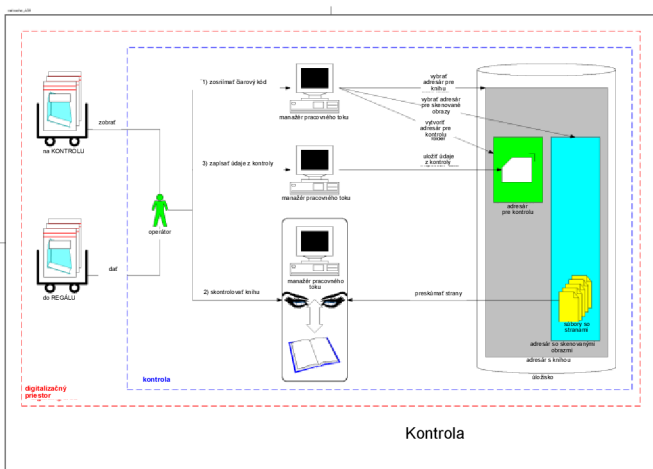 1) zosnímať čiarový kód
manažér pracovného toku
vybrať
adresár pre
knihu
vybrať adresár
pre skenované
obrazy
vytvoriť
adresár pre
kontrolu
zobrať
na KONTROLU
3) zapísať údaje z kontroly
manažér pracovného toku
uložiť údaje
z kontroly
adresár
pre kontrolu
operátor
dať
do REGÁLU
manažér pracovného
toku
2) skontrolovať knihu
preskúmať strany
súbory so
stranami
adresár so skenovanými
obrazmi
adresár s knihou
úložisko
kontrola
digitalizačný
priestor
Kontrola